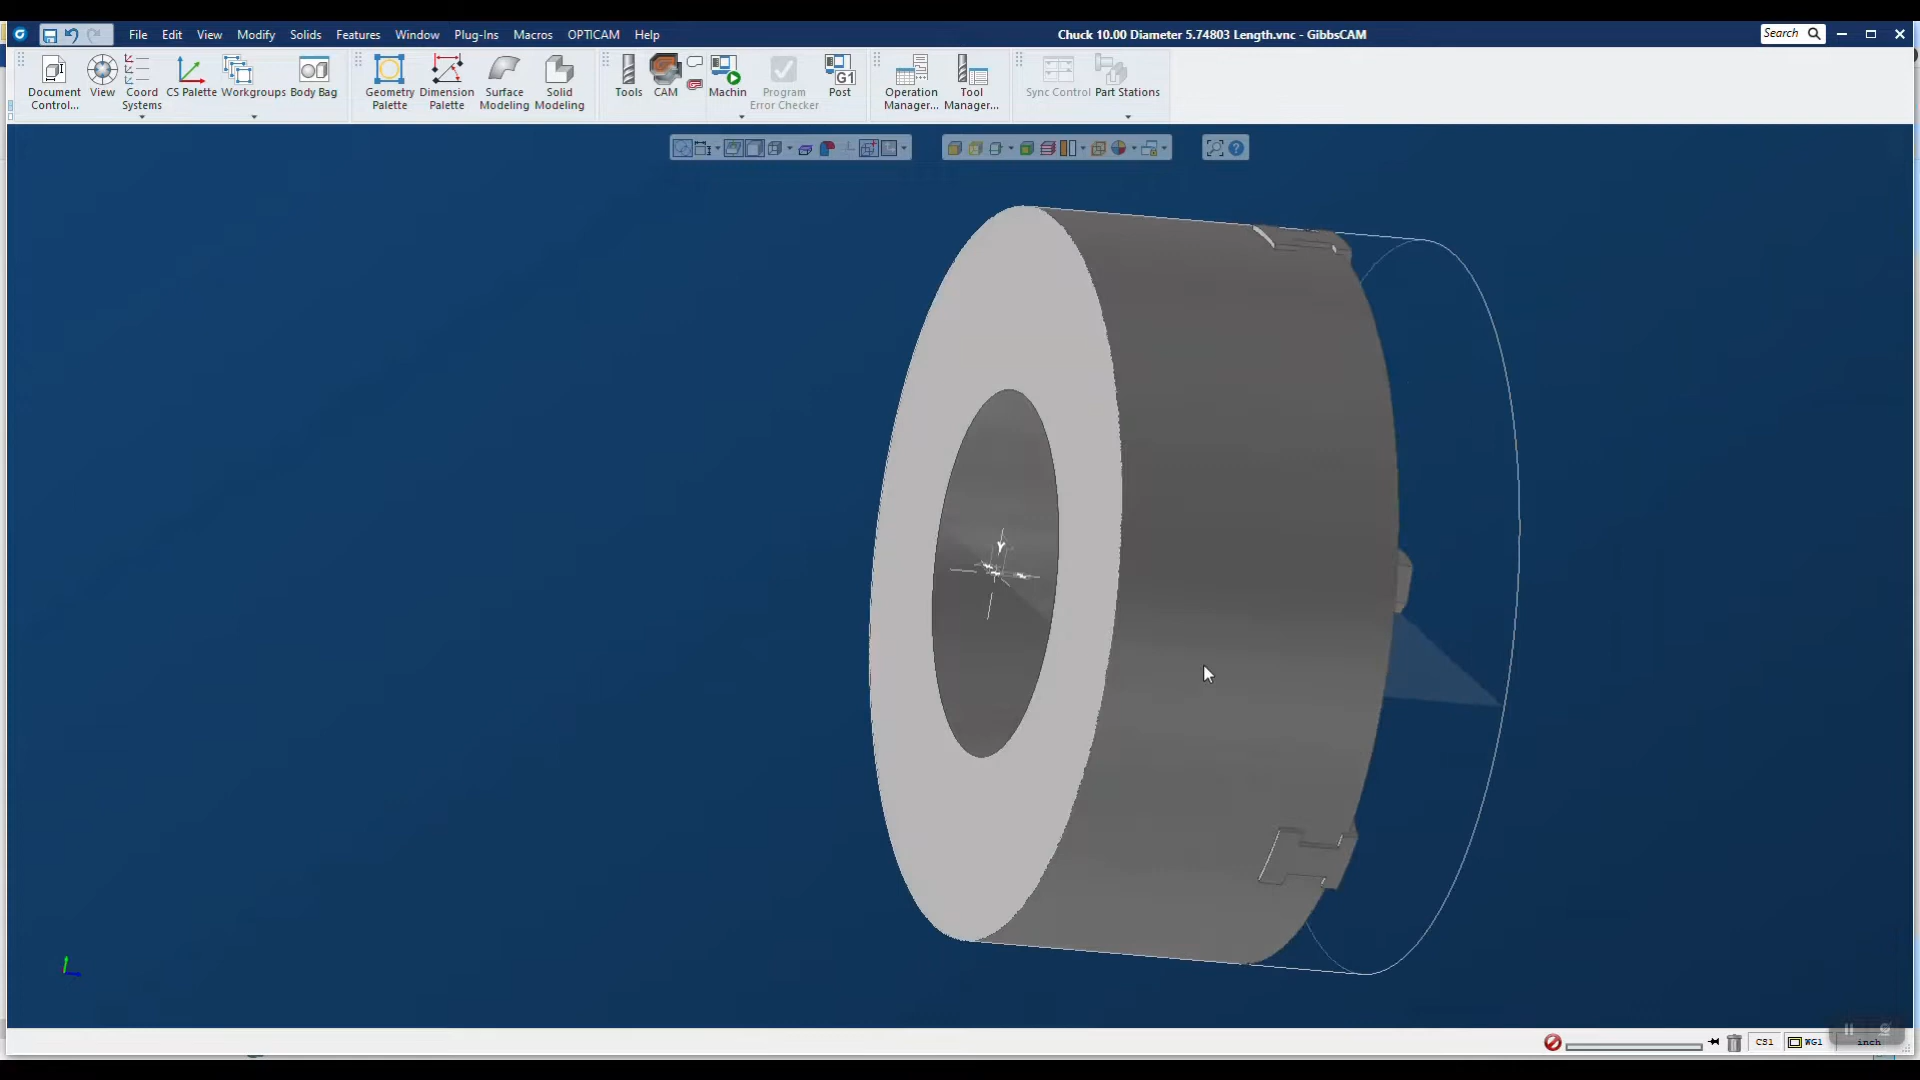 File Edit View Modify Solids Features Window Plug-Ins Macros OPTICAM Help
Chuck 10.00 Diameter 5.74803 Length.vnc - GibbsCAM
Search
Document Control...
View
Coord Systems
CS Palette
Workgroups
Body Bag
Geometry Palette
Dimension Palette
Surface Modeling
Solid Modeling
Tools
CAM
Machin
Program Error Checker
G1
Post
Operation Manager...
Tool Manager...
Sync Control
Part Stations
Y
CS1
WG1
inch